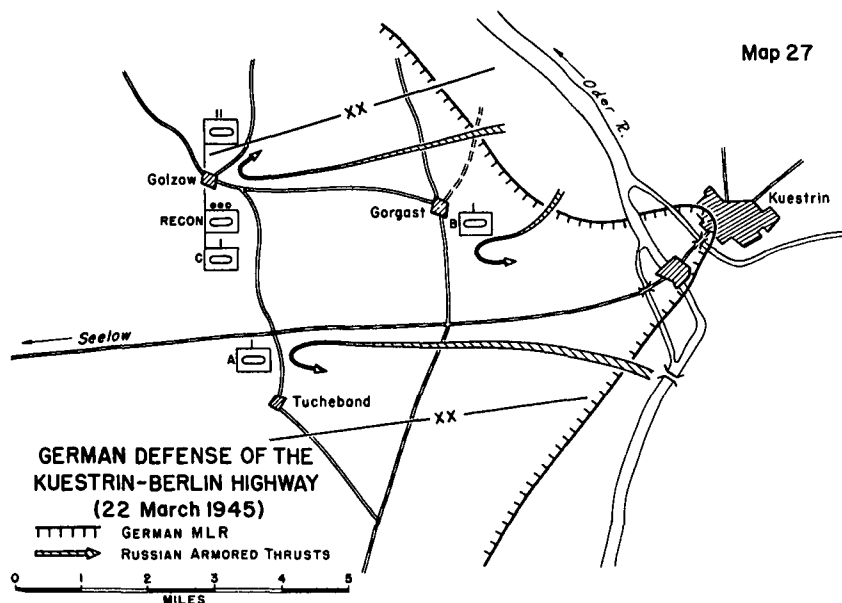 Map 27
Oder R.
XX
II
Golzow
RECON
C
Gorgast
B
Kuestrin
Seelow
A
Tucheband
XX
GERMAN DEFENSE OF THE
KUESTRIN-BERLIN HIGHWAY
(22 March 1945)
GERMAN MLR
RUSSIAN ARMORED THRUSTS
0 1 2 3 4 5
MILES